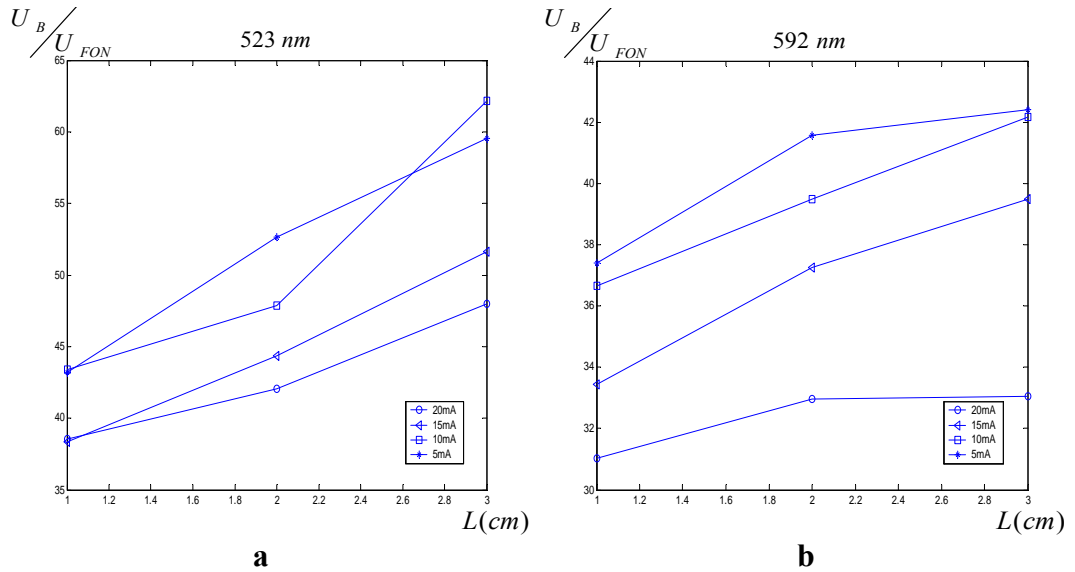 U B / U FON
523 nm
65
60
55
50
45
40
35
1 1.2 1.4 1.6 1.8 2 2.2 2.4 2.6 2.8 3
20mA
15mA
10mA
5mA
L(cm)
a
U B / U FON
592 nm
44
42
40
38
36
33
31
30
1 1.2 1.4 1.6 1.8 2 2.2 2.4 2.6 2.8 3
20mA
15mA
10mA
5mA
L(cm)
b